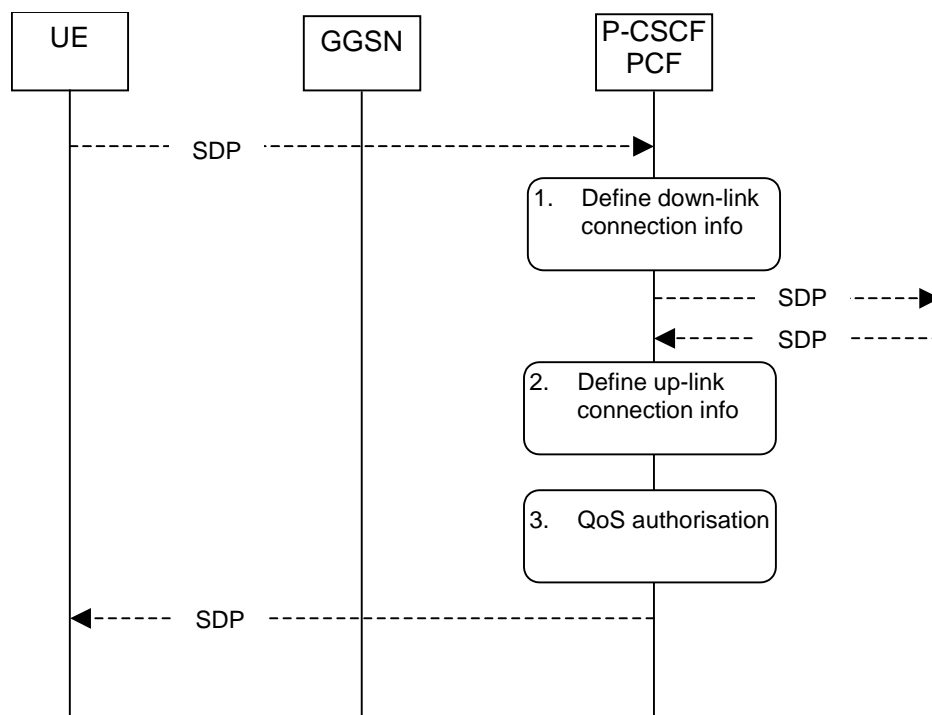 UE
GGSN
P-CSCF
PCF
SDP
1. Define down-link
connection info
SDP
SDP
2. Define up-link
connection info
3. QoS authorisation
SDP